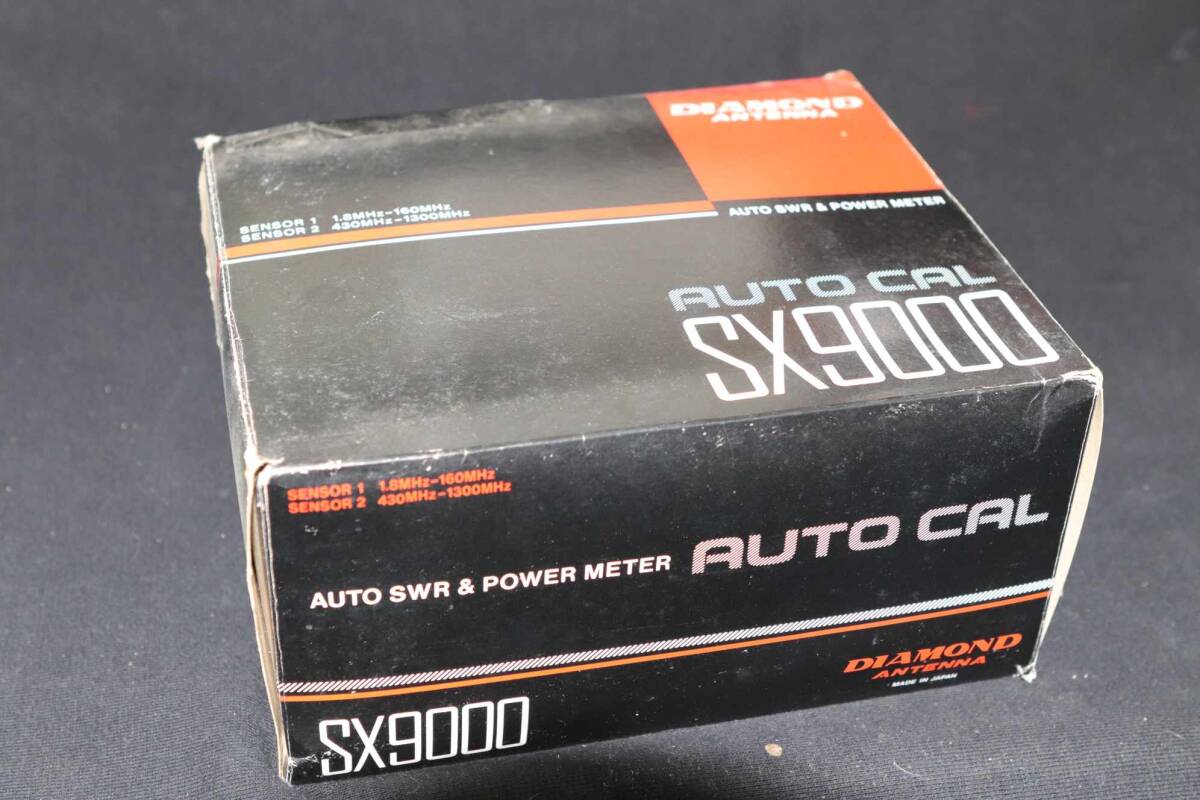 DIAMOND
ANTENNA
SENSOR 1 1.8MHz-160MHz
SENSOR 2 430MHz-1300MHz
AUTO SWR & POWER METER
AUTO CAL
SX9000
SENSOR 1 1.8MHz-160MHz
SENSOR 2 430MHz-1300MHz
AUTO SWR & POWER METER
AUTO CAL
DIAMOND
ANTENNA
MADE IN JAPAN
SX9000